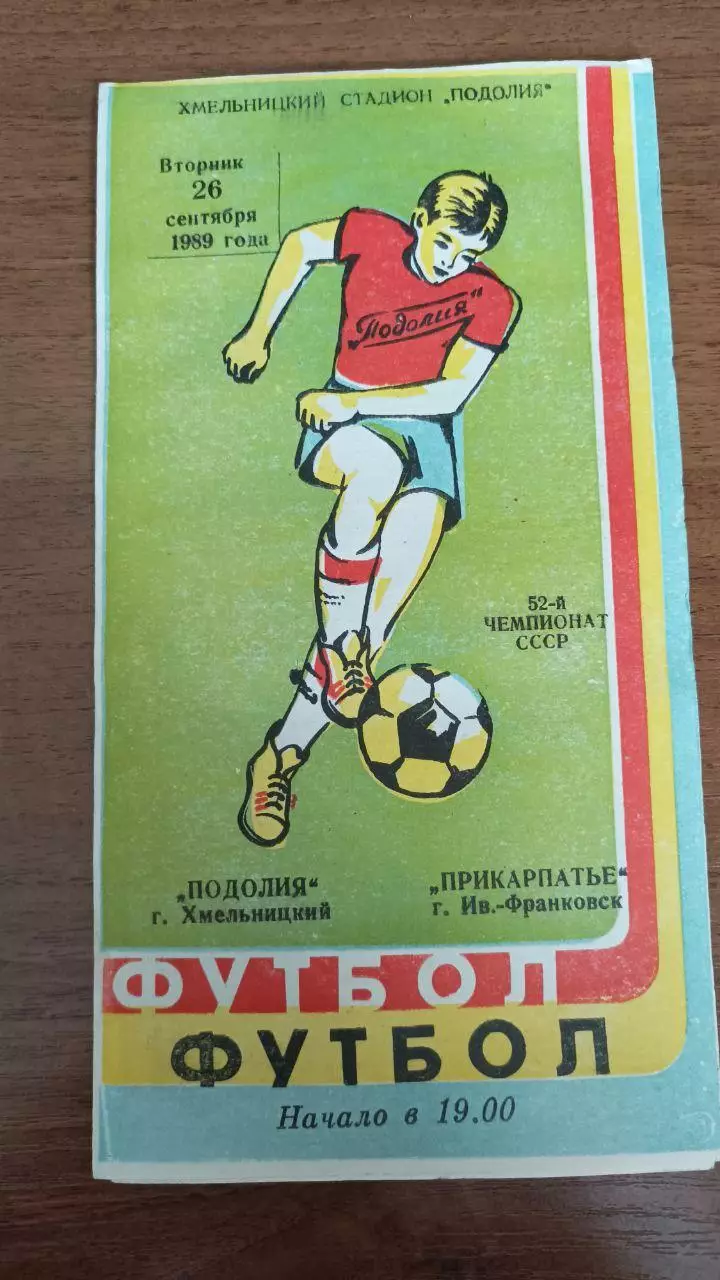 ХМЕЛЬНИЦКИЙ СТАДИОН „ПОДОЛИЯ"
Вторник
26
сентября
1989 года
„Подолия"
52-й
ЧЕМПИОНАТ
СССР
„ПОДОЛИЯ"
г. Хмельницкий
„ПРИКАРПАТЬЕ"
г. Ив.-Франковск
ФУТБОЛ
ФУТБОЛ
Начало в 19.00